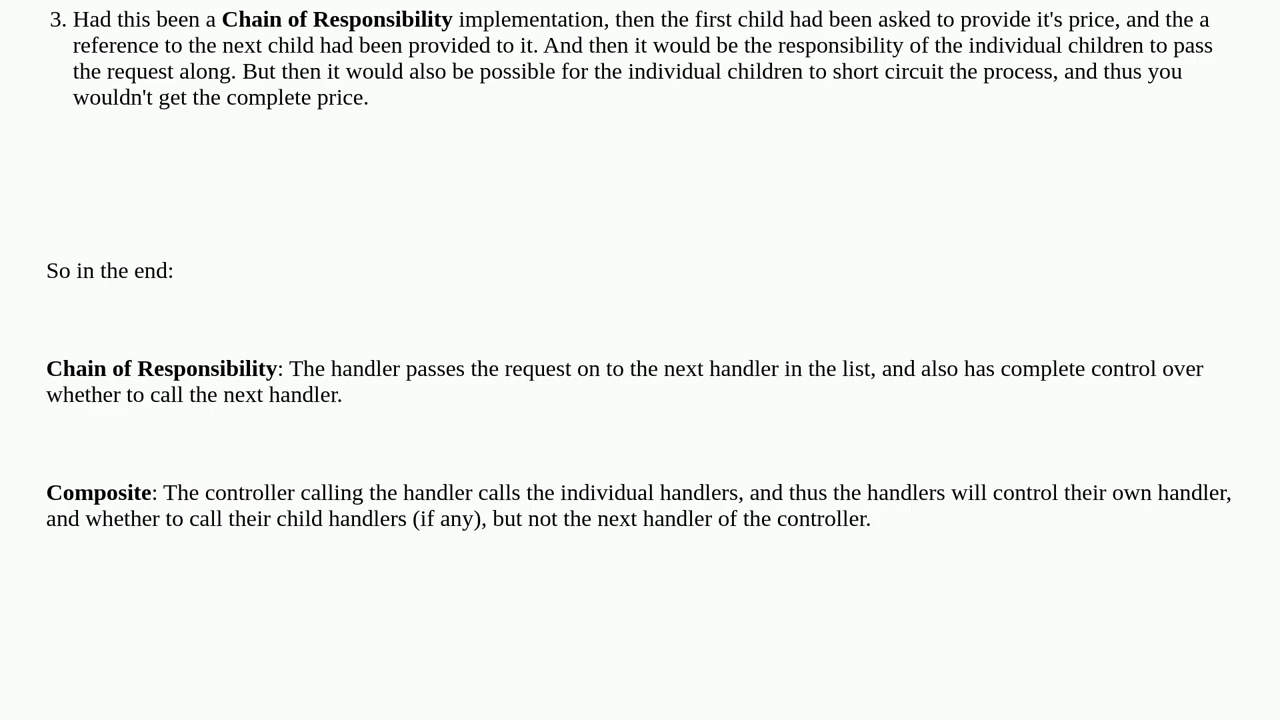 3. Had this been a Chain of Responsibility implementation, then the first child had been asked to provide it's price, and the a
reference to the next child had been provided to it. And then it would be the responsibility of the individual children to pass
the request along. But then it would also be possible for the individual children to short circuit the process, and thus you
wouldn't get the complete price.
So in the end:
Chain of Responsibility: The handler passes the request on to the next handler in the list, and also has complete control over
whether to call the next handler.
Composite: The controller calling the handler calls the individual handlers, and thus the handlers will control their own handler,
and whether to call their child handlers (if any), but not the next handler of the controller.